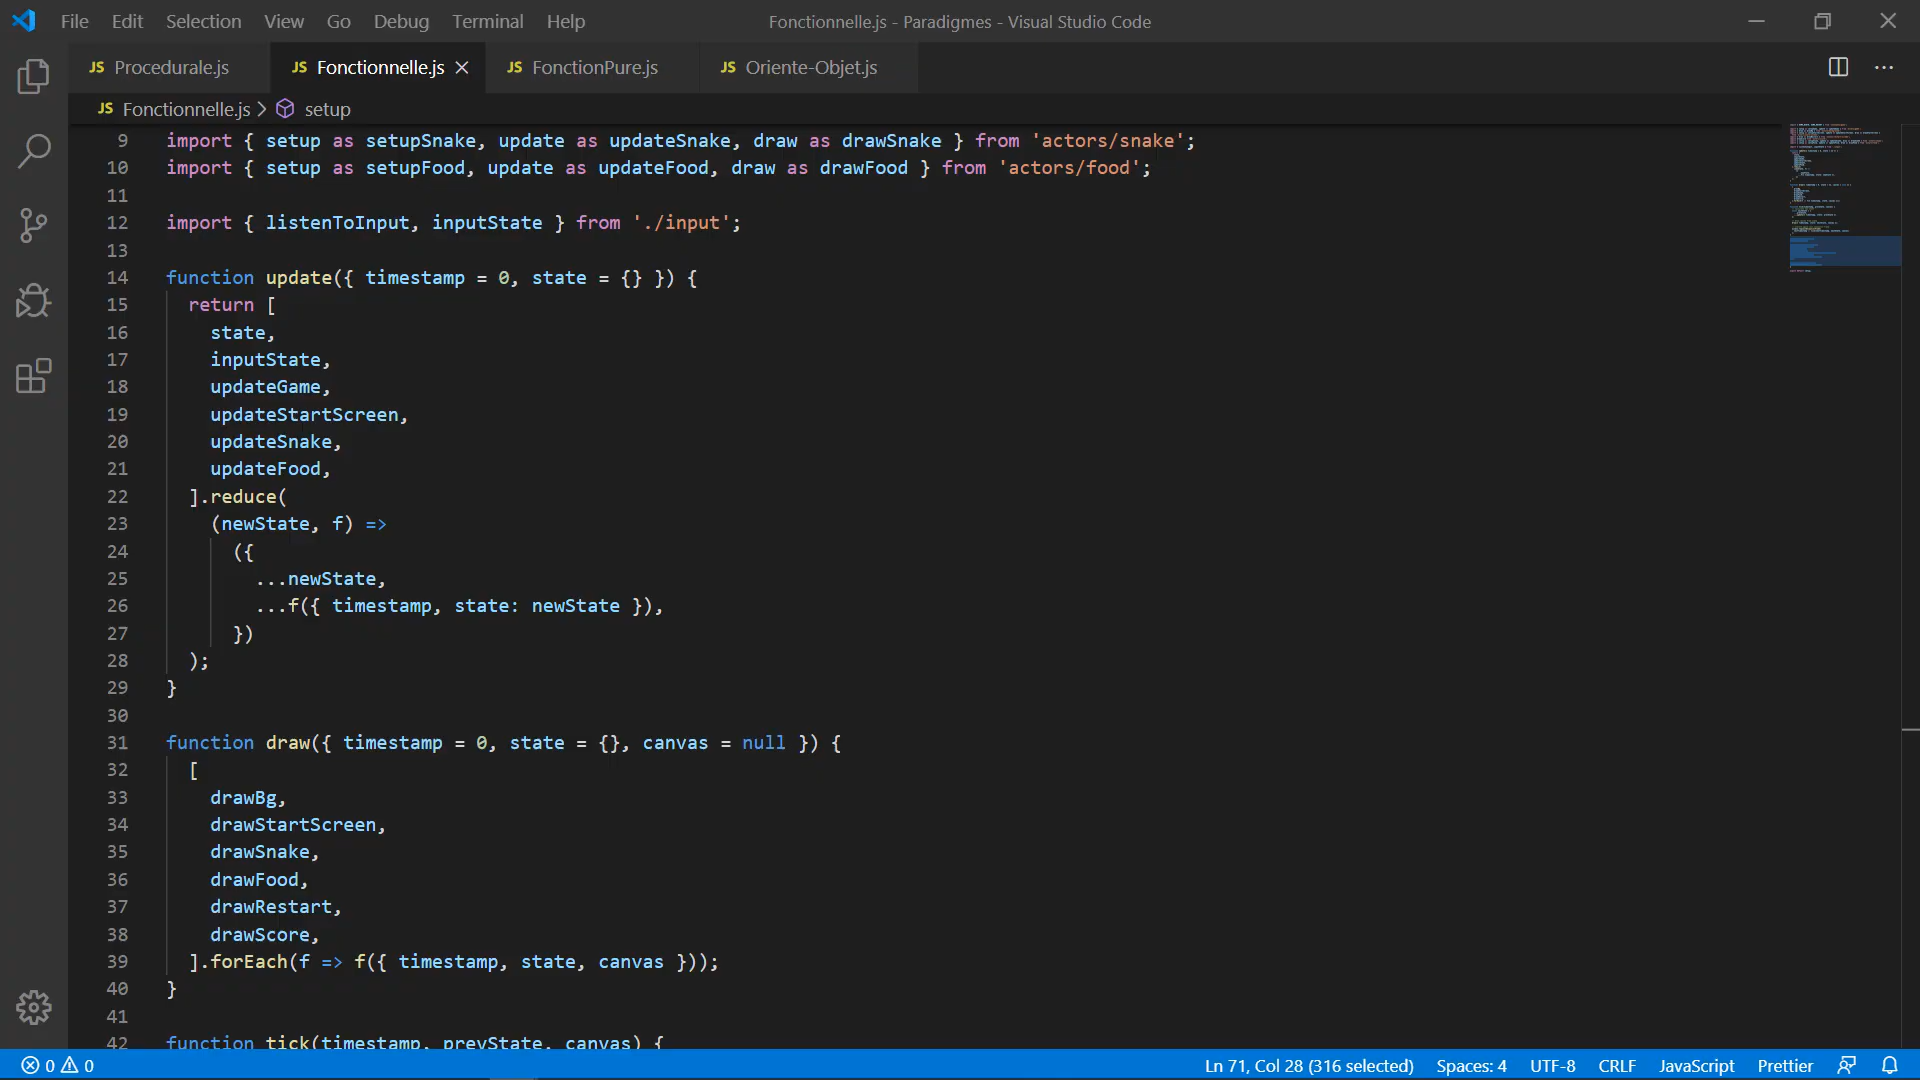 File Edit Selection View Go Debug Terminal Help
Fonctionnelle.js - Paradigmes - Visual Studio Code
JS Procedurale.js JS Fonctionnelle.js JS FonctionPure.js JS Oriente-Objet.js
JS Fonctionnelle.js > setup
9 import { setup as setupSnake, update as updateSnake, draw as drawSnake } from 'actors/snake';
10 import { setup as setupFood, update as updateFood, draw as drawFood } from 'actors/food';
11
12 import { listenToInput, inputState } from './input';
13
14 function update({ timestamp = 0, state = {} }) {
15 return [
16 state,
17 inputState,
18 updateGame,
19 updateStartScreen,
20 updateSnake,
21 updateFood,
22 ].reduce(
23 (newState, f) =>
24 ({
25 ...newState,
26 ...f({ timestamp, state: newState }),
27 })
28 );
29 }
30
31 function draw({ timestamp = 0, state = {}, canvas = null }) {
32 [
33 drawBg,
34 drawStartScreen,
35 drawSnake,
36 drawFood,
37 drawRestart,
38 drawScore,
39 ].forEach(f => f({ timestamp, state, canvas }));
40 }
41
42 function tick(timestamp, prevState, canvas) {
0 0
Ln 71, Col 28 (316 selected) Spaces: 4 UTF-8 CRLF JavaScript Prettier